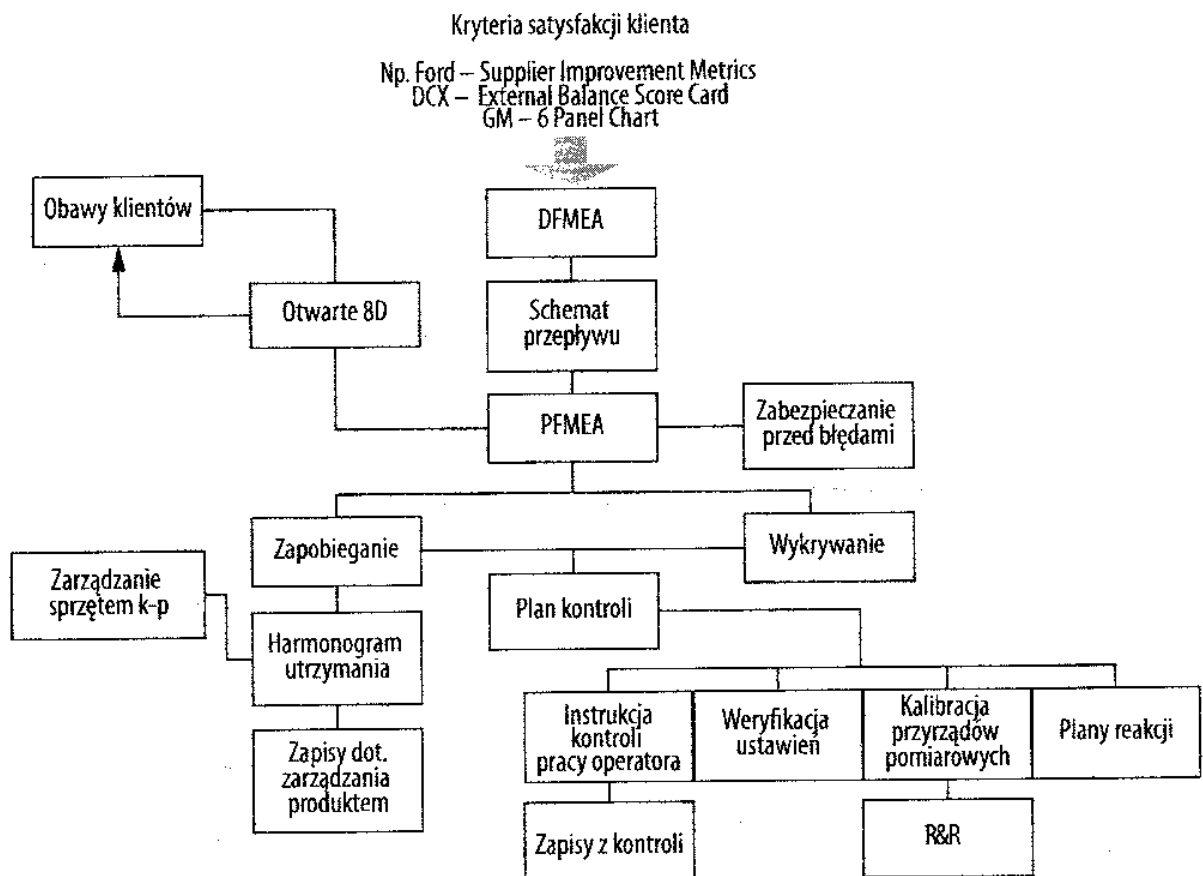 Kryteria satysfakcji klienta
Np. Ford – Supplier Improvement Metrics
DCX – External Balance Score Card
GM – 6 Panel Chart
Obawy klientów
DFMEA
Otwarte 8D
Schemat
przepływu
PFMEA
Zabezpieczanie
przed błędami
Zapobieganie
Wykrywanie
Zarządzanie
sprzętem k-p
Plan kontroli
Harmonogram
utrzymania
Instrukcja
kontroli
pracy operatora
Weryfikacja
ustawień
Kalibracja
przyrządów
pomiarowych
Plany reakcji
Zapisy dot.
zarządzania
produktem
Zapisy z kontroli
R&R